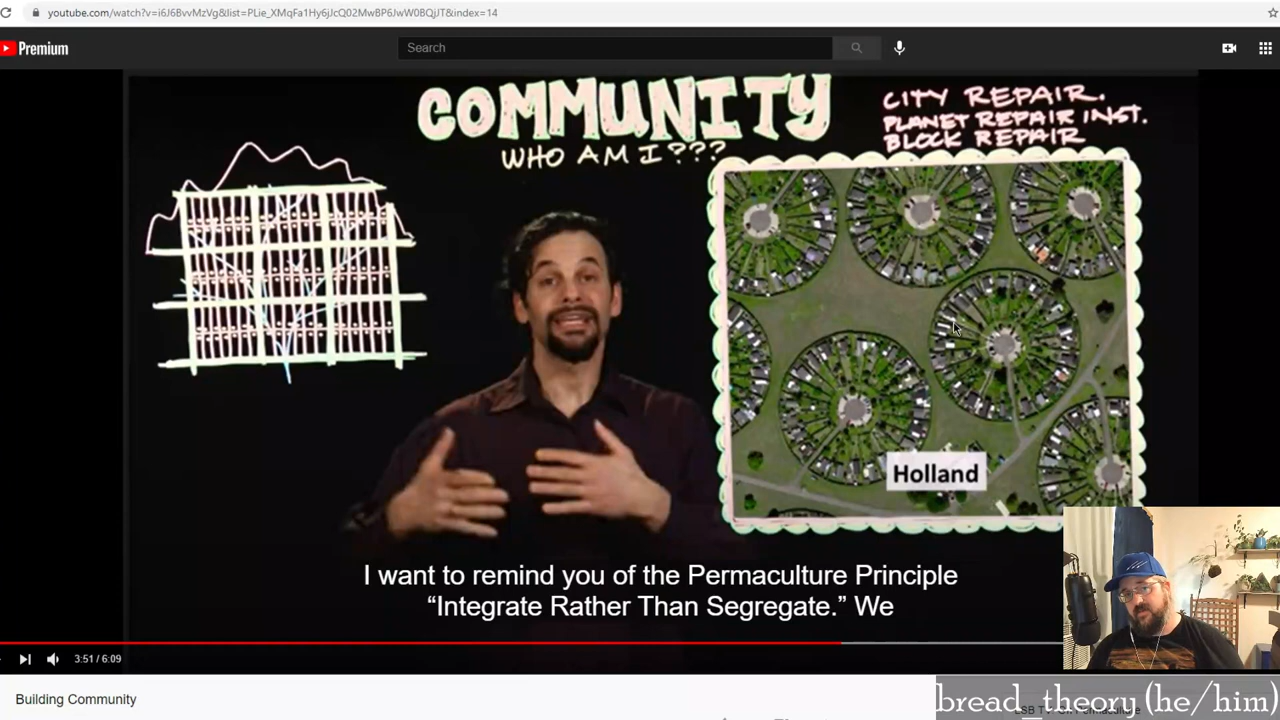 youtube.com/watch?v=i6J6BvvMzVg&list=PLie_XMqFa1Hy6jJcQ02MwBP6JwW0BQjJT&index=14
Premium
Search
COMMUNITY
WHO AM I???
CITY REPAIR.
PLANET REPAIR INST.
BLOCK REPAIR
Holland
I want to remind you of the Permaculture Principle
“Integrate Rather Than Segregate.” We
3:51 / 6:09
Building Community
bread_theory (he/him)